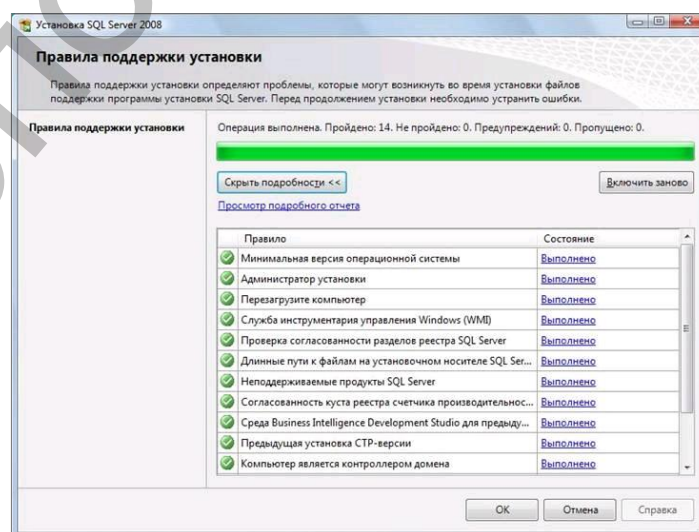 Установка SQL Server 2008
Правила поддержки установки
Правила поддержки установки определяют проблемы, которые могут возникнуть во время установки файлов
поддержки программы установки SQL Server. Перед продолжением установки необходимо устранить ошибки.
Правила поддержки установки
Операция выполнена. Пройдено: 14. Не пройдено: 0. Предупреждений: 0. Пропущено: 0.
Скрыть подробности <<
Включить заново
Просмотр подробного отчета
Правило Состояние
Минимальная версия операционной системы Выполнено
Администратор установки Выполнено
Перезагрузите компьютер Выполнено
Служба инструментария управления Windows (WMI) Выполнено
Проверка согласованности разделов реестра SQL Server Выполнено
Длинные пути к файлам на установочном носителе SQL Ser... Выполнено
Неподдерживаемые продукты SQL Server Выполнено
Согласованность куста реестра счетчика производительнос... Выполнено
Среда Business Intelligence Development Studio для предыду... Выполнено
Предыдущая установка CTP-версии Выполнено
Компьютер является контроллером домена Выполнено
ОК Отмена Справка